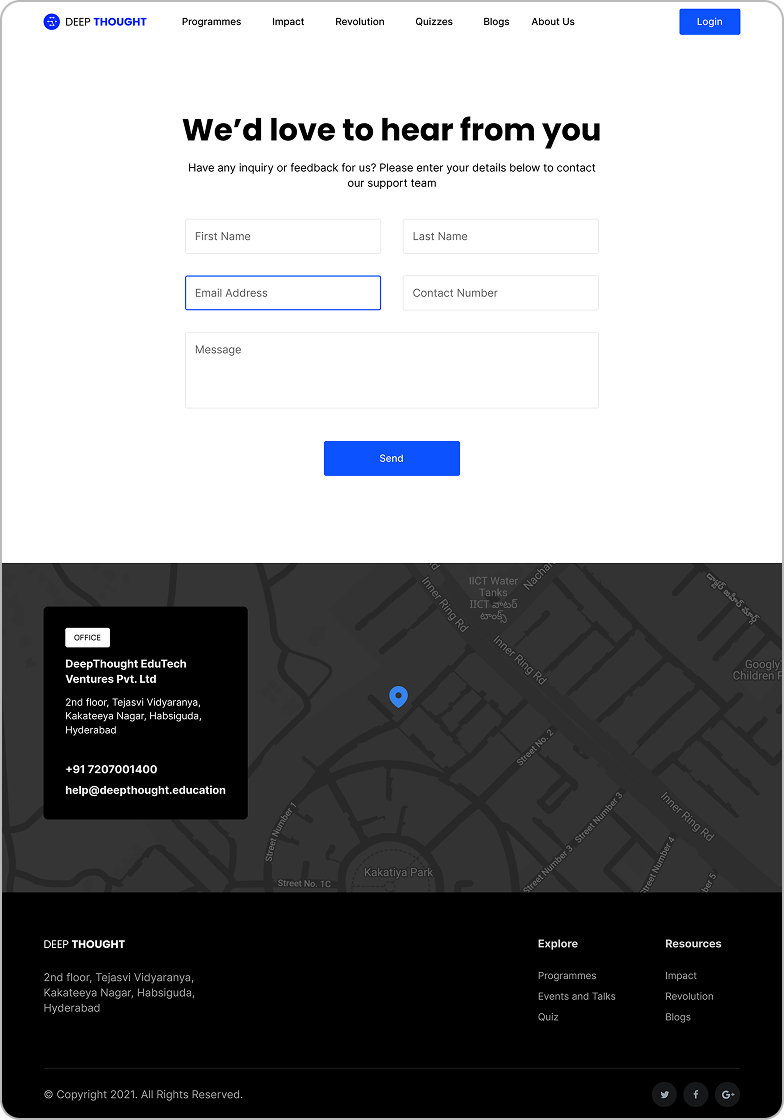 DEEP THOUGHT
Programmes
Impact
Revolution
Quizzes
Blogs
About Us
Login
We’d love to hear from you
Have any inquiry or feedback for us? Please enter your details below to contact
our support team
First Name
Last Name
Email Address
Contact Number
Message
Send
OFFICE
DeepThought EduTech
Ventures Pvt. Ltd
2nd floor, Tejasvi Vidyaranya,
Kakateeya Nagar, Habsiguda,
Hyderabad
+91 7207001400
help@deepthought.education
Rd
Inner Ring Rd
IICT Water
Tanks
IICT వాటర్
టాంక్స్
Inner Ring Rd
Children
Street No. 2
Street Number 1
Street Number 3
Street Number 3
Inner Ring Rd
Street Number 4
Kakatiya Park
Street No. 1C
DEEP THOUGHT
2nd floor, Tejasvi Vidyaranya,
Kakateeya Nagar, Habsiguda,
Hyderabad
Explore
Programmes
Events and Talks
Quiz
Resources
Impact
Revolution
Blogs
© Copyright 2021. All Rights Reserved.